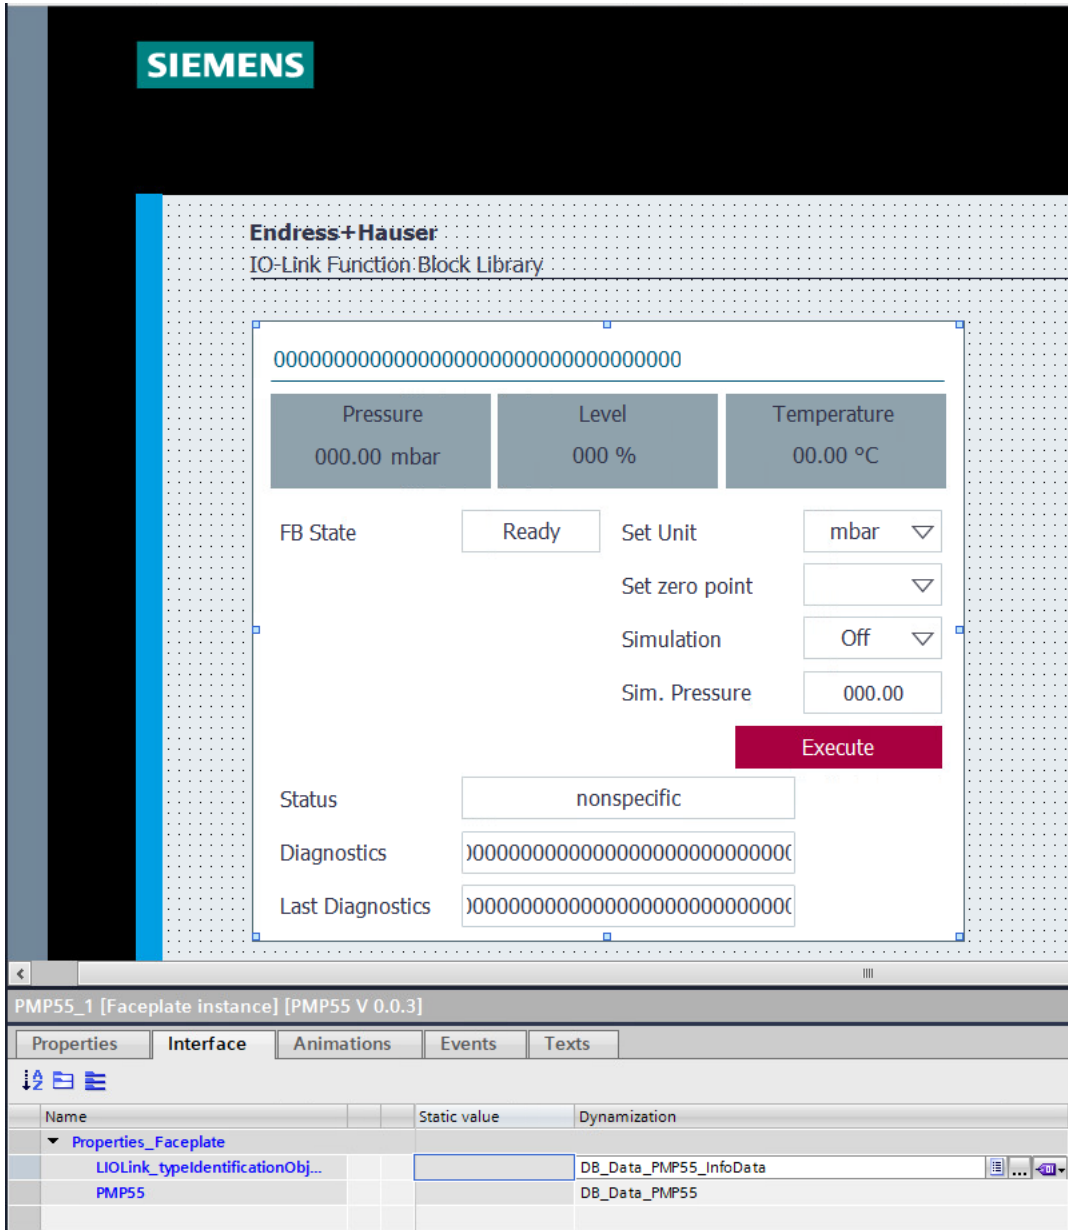 SIEMENS
Endress+Hauser
IO-Link Function Block Library
0000000000000000000000000000000000
Pressure Level Temperature
000.00 mbar 000 % 00.00 °C
FB State Ready Set Unit mbar
Set zero point
Simulation Off
Sim. Pressure 000.00
Execute
Status nonspecific
Diagnostics
Last Diagnostics
PMP55_1 [Faceplate instance] [PMP55 V 0.0.3]
Properties Interface Animations Events Texts
Name Static value Dynamization
Properties_Faceplate
LIOLink_typeIdentificationObj... DB_Data_PMP55_InfoData
PMP55 DB_Data_PMP55